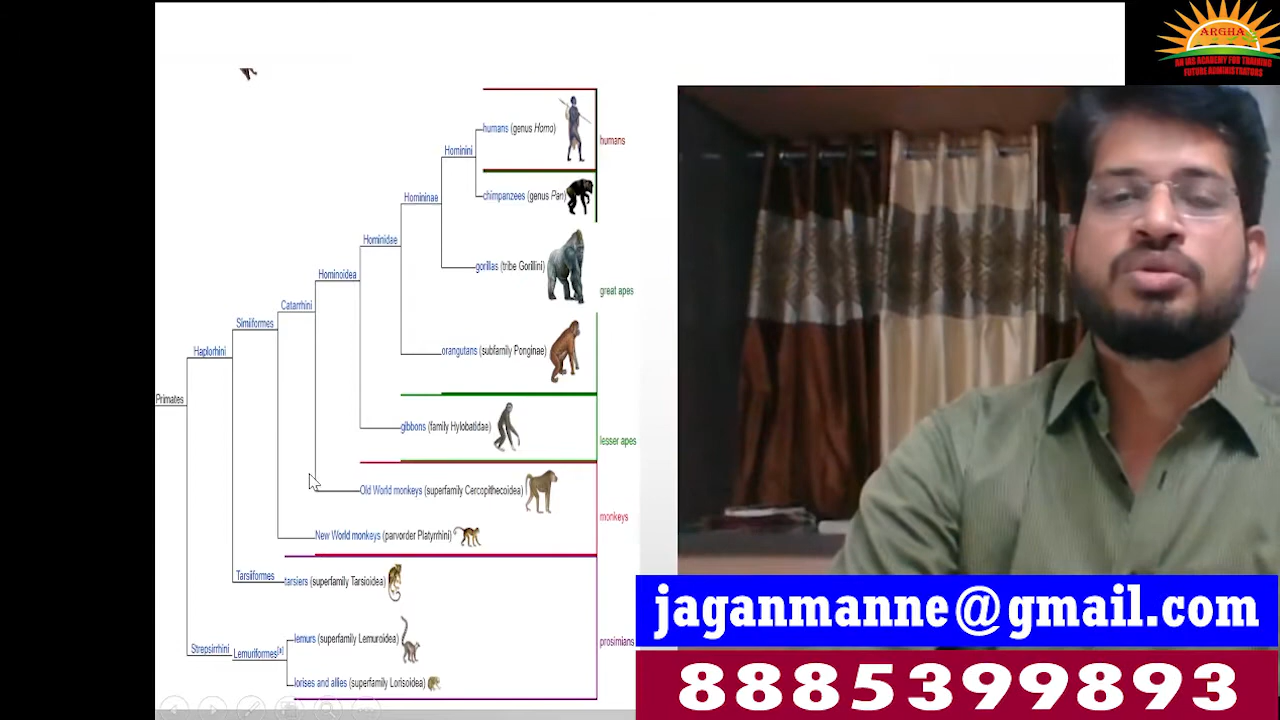 ARGHA
AN IAS ACADEMY FOR TRAINING
FUTURE ADMINISTRATORS
humans (genus Homo)
humans
Hominini
chimpanzees (genus Pan)
Homininae
Hominidae
gorillas (tribe Gorillini)
Hominoidea
great apes
Catarrhini
Simiiformes
Haplorhini
orangutans (subfamily Ponginae)
Primates
gibbons (family Hylobatidae)
lesser apes
Old World monkeys (superfamily Cercopithecoidea)
monkeys
New World monkeys (parvorder Platyrrhini)
Tarsiiformes
tarsiers (superfamily Tarsioidea)
lemurs (superfamily Lemuroidea)
prosimians
Strepsirrhini
Lemuriformes[a]
lorises and allies (superfamily Lorisoidea)
jaganmanne@gmail.com
8885399893